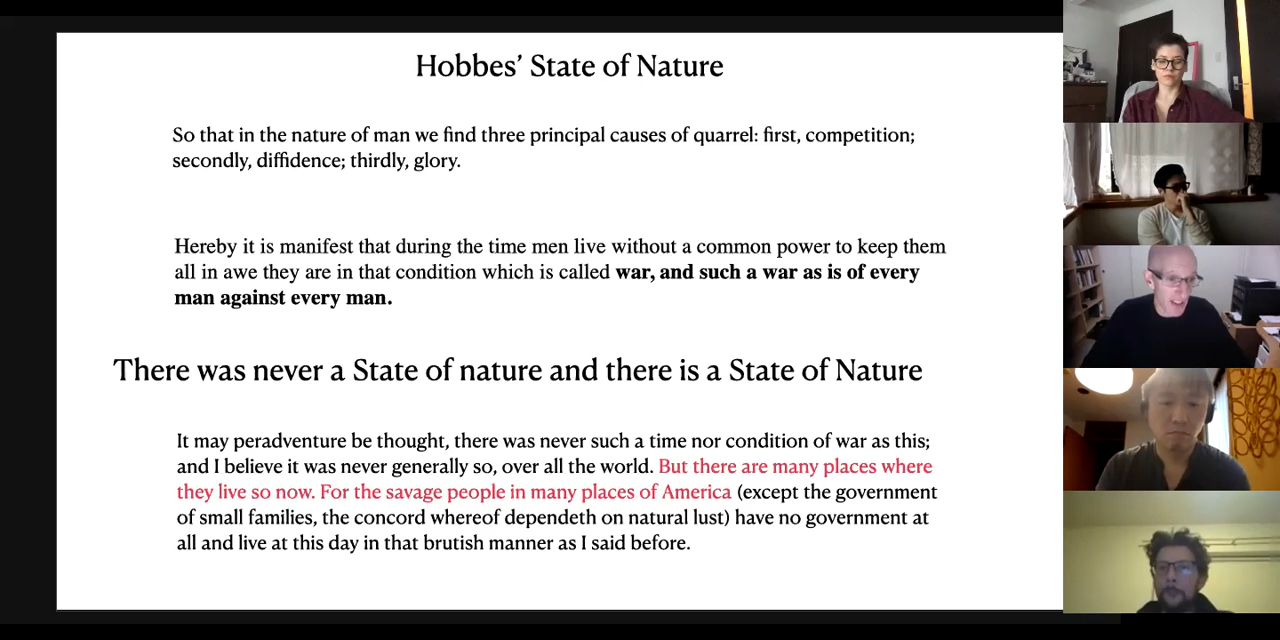 Hobbes’ State of Nature
So that in the nature of man we find three principal causes of quarrel: first, competition;
secondly, diffidence; thirdly, glory.
Hereby it is manifest that during the time men live without a common power to keep them
all in awe they are in that condition which is called war, and such a war as is of every
man against every man.
There was never a State of nature and there is a State of Nature
It may peradventure be thought, there was never such a time nor condition of war as this;
and I believe it was never generally so, over all the world. But there are many places where
they live so now. For the savage people in many places of America (except the government
of small families, the concord whereof dependeth on natural lust) have no government at
all and live at this day in that brutish manner as I said before.